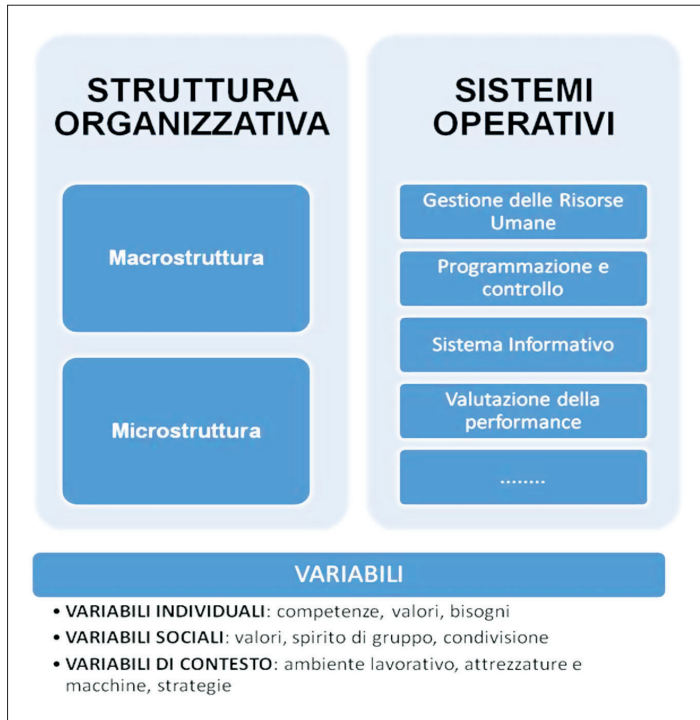 STRUTTURA
ORGANIZZATIVA
Macrostruttura
Microstruttura
SISTEMI
OPERATIVI
Gestione delle Risorse
Umane
Programmazione e
controllo
Sistema Informativo
Valutazione della
performance
........
VARIABILI
• VARIABILI INDIVIDUALI: competenze, valori, bisogni
• VARIABILI SOCIALI: valori, spirito di gruppo, condivisione
• VARIABILI DI CONTESTO: ambiente lavorativo, attrezzature e
macchine, strategie